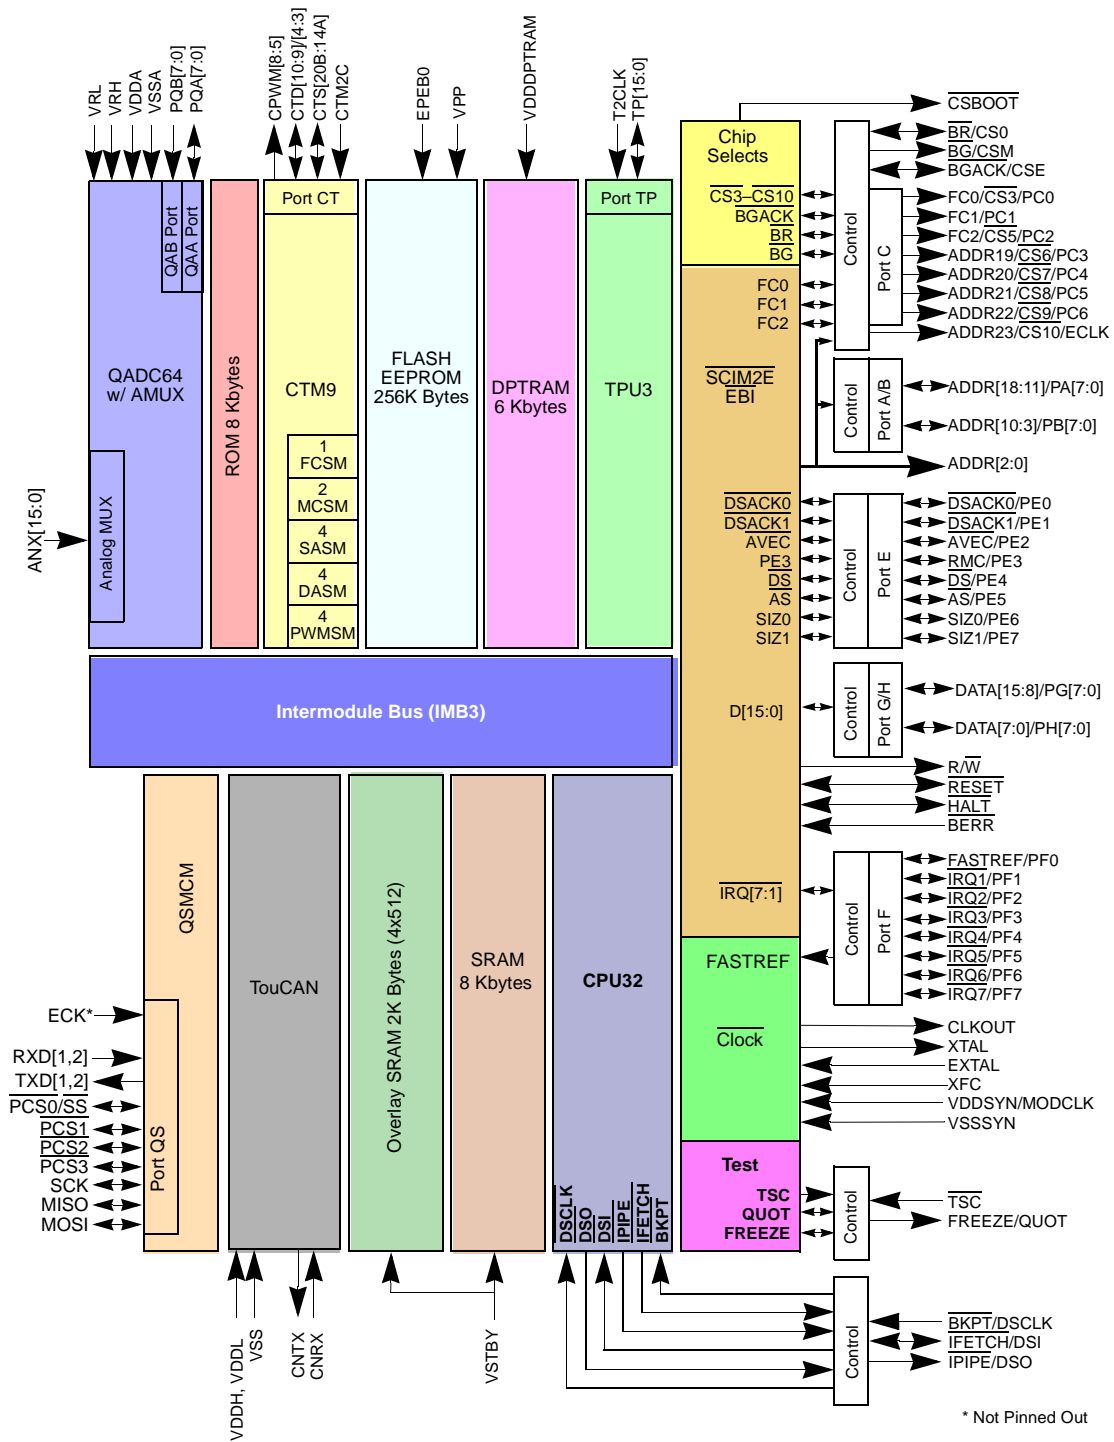 VRL
VRH
VDDA
VSSA
PQB[7:0]
PQA[7:0]
CPWM[8:5]
CTD[10:9]/[4:3]
CTS[20B:14A]
CTM2C
EPEB0
VPP
VDDDPTRAM
T2CLK
TP[15:0]
QAB Port
QAA Port
QADC64
w/ AMUX
Analog MUX
ANX[15:0]
ROM 8 Kbytes
Port CT
CTM9
1
FCSM
2
MCSM
4
SASM
4
DASM
4
PWMSM
FLASH
EEPROM
256K Bytes
DPTRAM
6 Kbytes
Port TP
TPU3
Chip
Selects
CS3–CS10
BGACK
BR
BG
FC0
FC1
FC2
SCIM2E
EBI
DSACK0
DSACK1
AVEC
PE3
DS
AS
SIZ0
SIZ1
D[15:0]
IRQ[7:1]
FASTREF
Clock
Test
TSC
QUOT
FREEZE
Control
Port C
Control
Port A/B
Control
Port E
Control
Port G/H
Control
Port F
Control
Control
CSBOOT
BR/CS0
BG/CSM
BGACK/CSE
FC0/CS3/PC0
FC1/PC1
FC2/CS5/PC2
ADDR19/CS6/PC3
ADDR20/CS7/PC4
ADDR21/CS8/PC5
ADDR22/CS9/PC6
ADDR23/CS10/ECLK
ADDR[18:11]/PA[7:0]
ADDR[10:3]/PB[7:0]
ADDR[2:0]
DSACK0/PE0
DSACK1/PE1
AVEC/PE2
RMC/PE3
DS/PE4
AS/PE5
SIZ0/PE6
SIZ1/PE7
DATA[15:8]/PG[7:0]
DATA[7:0]/PH[7:0]
R/W
RESET
HALT
BERR
FASTREF/PF0
IRQ1/PF1
IRQ2/PF2
IRQ3/PF3
IRQ4/PF4
IRQ5/PF5
IRQ6/PF6
IRQ7/PF7
CLKOUT
XTAL
EXTAL
XFC
VDDSYN/MODCLK
VSSSYN
TSC
FREEZE/QUOT
BKPT/DSCLK
IFETCH/DSI
IPIPE/DSO
Intermodule Bus (IMB3)
QSMCM
Port QS
ECK*
RXD[1,2]
TXD[1,2]
PCS0/SS
PCS1
PCS2
PCS3
SCK
MISO
MOSI
TouCAN
VDDH, VDDL
VSS
CNTX
CNRX
Overlay SRAM 2K Bytes (4x512)
SRAM
8 Kbytes
VSTBY
CPU32
DSCLK
DSO
DSI
IPIPE
IFETCH
BKPT
* Not Pinned Out